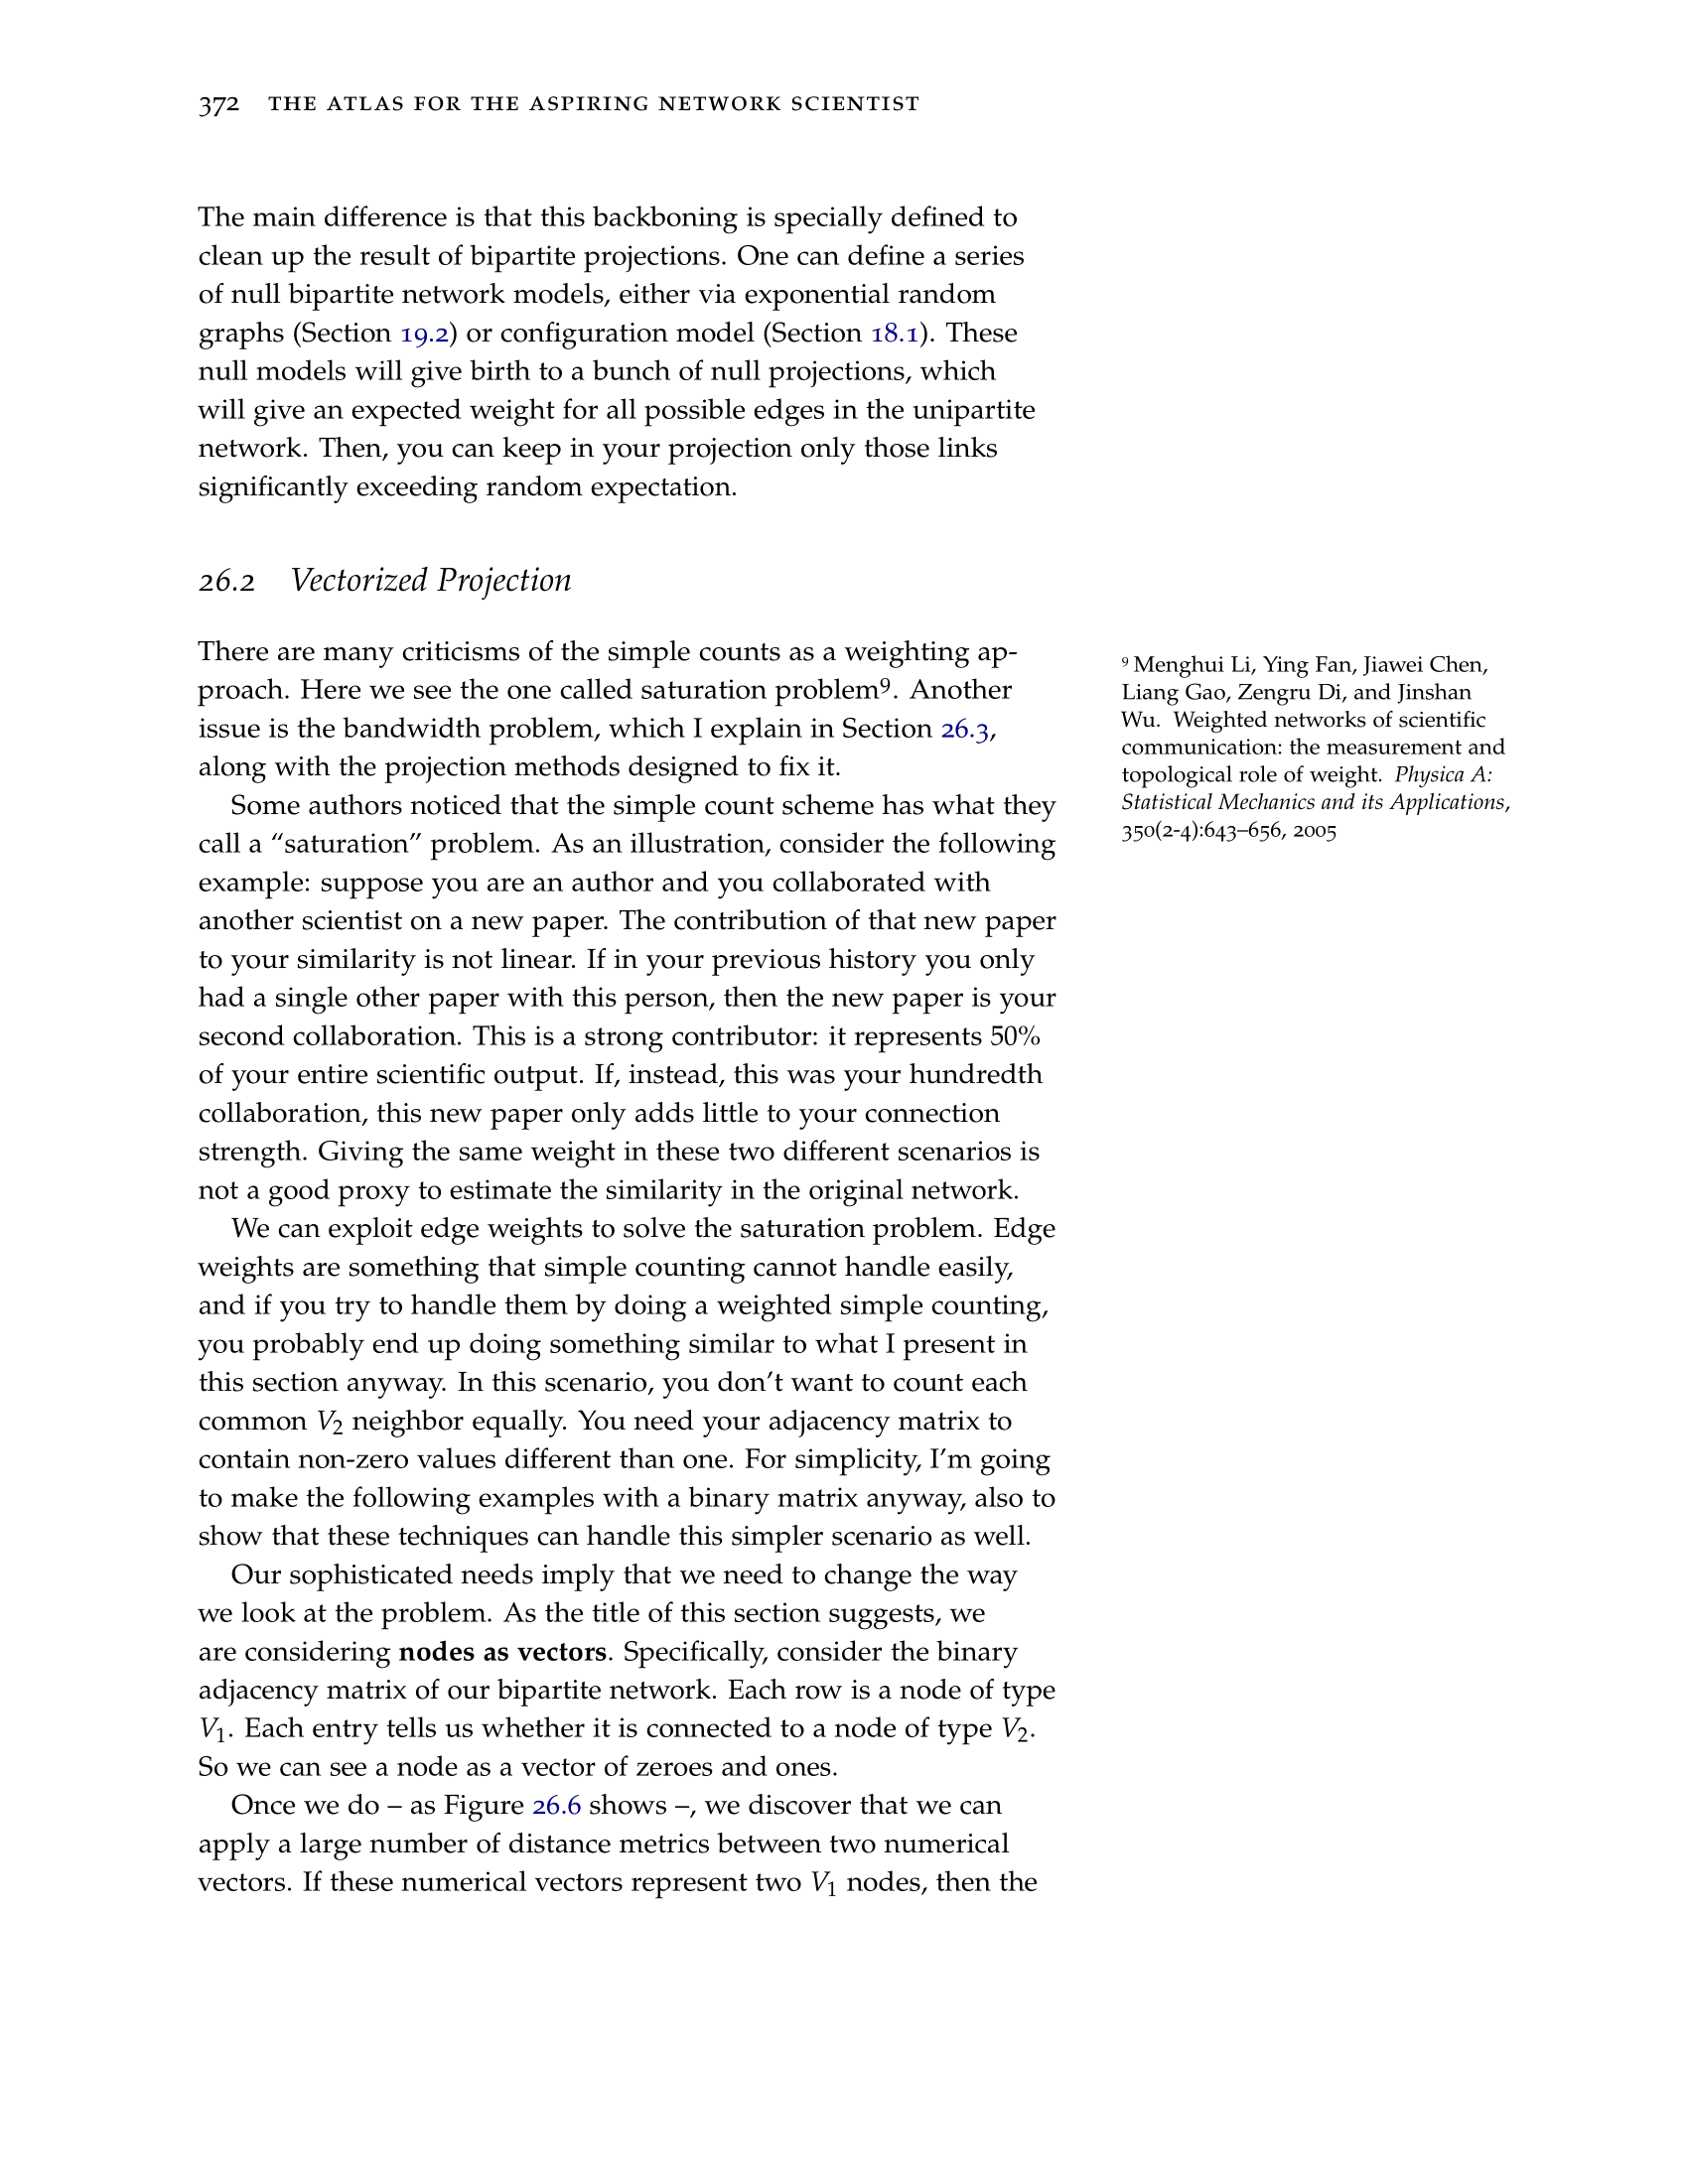 372 THE ATLAS FOR THE ASPIRING NETWORK SCIENTIST
The main difference is that this backboning is specially defined to
clean up the result of bipartite projections. One can define a series
of null bipartite network models, either via exponential random
graphs (Section 19.2) or configuration model (Section 18.1). These
null models will give birth to a bunch of null projections, which
will give an expected weight for all possible edges in the unipartite
network. Then, you can keep in your projection only those links
significantly exceeding random expectation.
26.2 Vectorized Projection
There are many criticisms of the simple counts as a weighting ap-
proach. Here we see the one called saturation problem⁹. Another
issue is the bandwidth problem, which I explain in Section 26.3,
along with the projection methods designed to fix it.
Some authors noticed that the simple count scheme has what they
call a “saturation” problem. As an illustration, consider the following
example: suppose you are an author and you collaborated with
another scientist on a new paper. The contribution of that new paper
to your similarity is not linear. If in your previous history you only
had a single other paper with this person, then the new paper is your
second collaboration. This is a strong contributor: it represents 50%
of your entire scientific output. If, instead, this was your hundredth
collaboration, this new paper only adds little to your connection
strength. Giving the same weight in these two different scenarios is
not a good proxy to estimate the similarity in the original network.
We can exploit edge weights to solve the saturation problem. Edge
weights are something that simple counting cannot handle easily,
and if you try to handle them by doing a weighted simple counting,
you probably end up doing something similar to what I present in
this section anyway. In this scenario, you don’t want to count each
common V₂ neighbor equally. You need your adjacency matrix to
contain non-zero values different than one. For simplicity, I’m going
to make the following examples with a binary matrix anyway, also to
show that these techniques can handle this simpler scenario as well.
Our sophisticated needs imply that we need to change the way
we look at the problem. As the title of this section suggests, we
are considering nodes as vectors. Specifically, consider the binary
adjacency matrix of our bipartite network. Each row is a node of type
V₁. Each entry tells us whether it is connected to a node of type V₂.
So we can see a node as a vector of zeroes and ones.
Once we do – as Figure 26.6 shows –, we discover that we can
apply a large number of distance metrics between two numerical
vectors. If these numerical vectors represent two V₁ nodes, then the
⁹ Menghui Li, Ying Fan, Jiawei Chen,
Liang Gao, Zengru Di, and Jinshan
Wu. Weighted networks of scientific
communication: the measurement and
topological role of weight. Physica A:
Statistical Mechanics and its Applications,
350(2-4):643–656, 2005